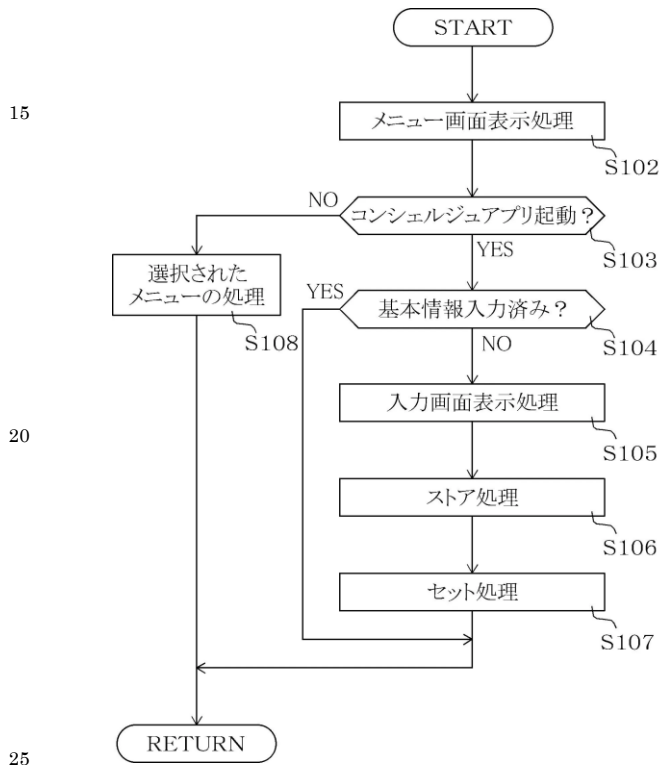 START
15
メニュー画面表示処理
S102
NO
コンシェルジュアプリ起動？
S103
YES
選択された
メニューの処理
S108
YES
基本情報入力済み？
S104
NO
入力画面表示処理
S105
20
ストア処理
S106
セット処理
S107
RETURN
25